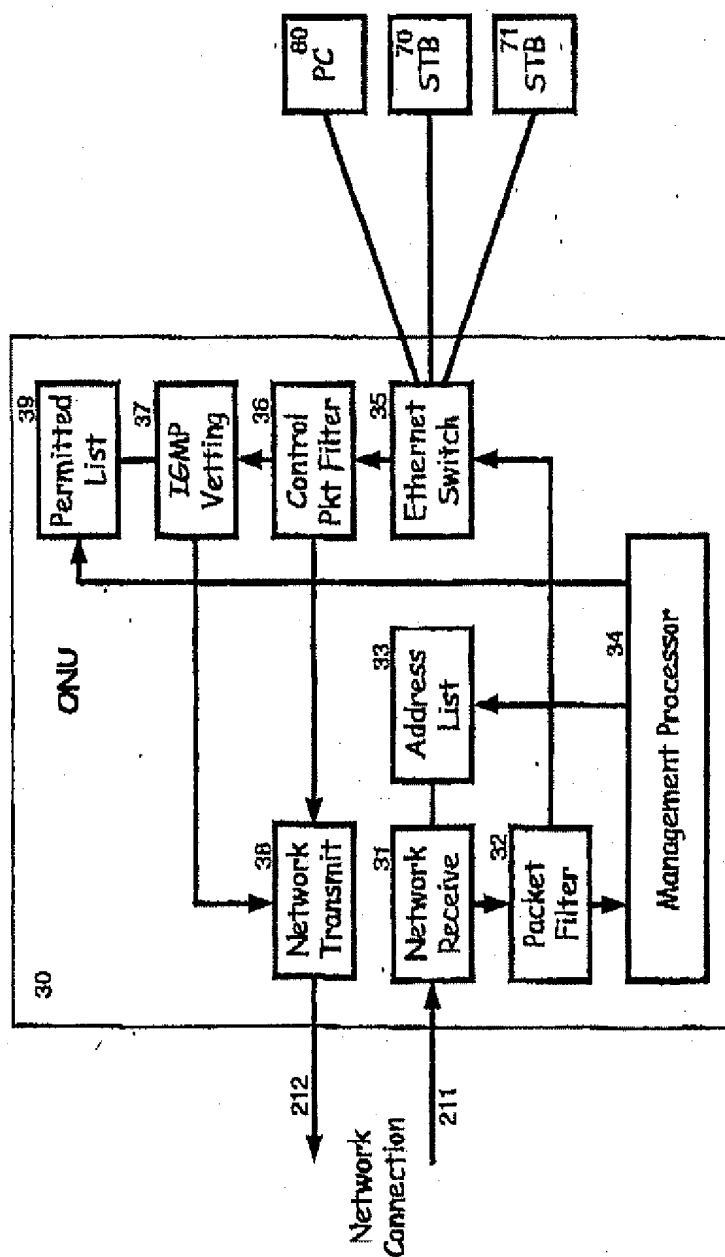 30
ONU
39
Permitted
List
37
IGMP
Vetting
38
Network
Transmit
36
Control
Pkt Filter
80
PC
212
Network
Connection
211
31
Network
Receive
33
Address
List
35
Ethernet
Switch
70
STB
71
STB
32
Packet
Filter
34
Management Processor